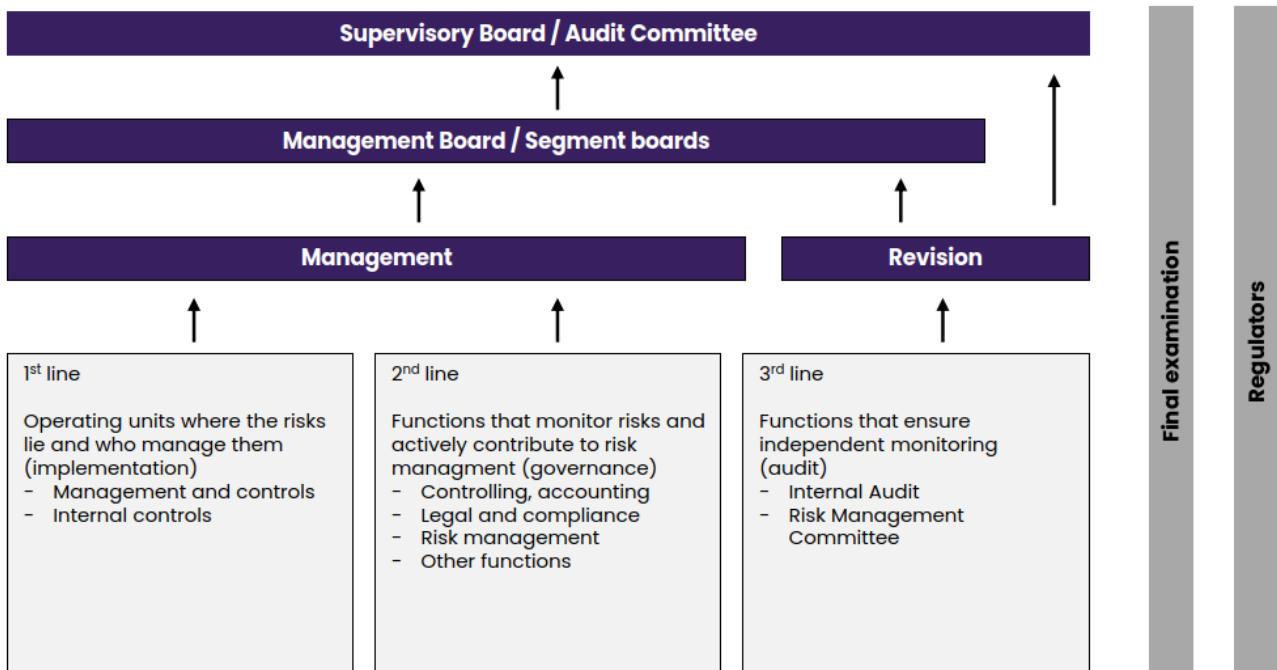 Supervisory Board / Audit Committee
Management Board / Segment boards
Management
Revision
1st line
Operating units where the risks
lie and who manage them
(implementation)
- Management and controls
- Internal controls
2nd line
Functions that monitor risks and
actively contribute to risk
managment (governance)
- Controlling, accounting
- Legal and compliance
- Risk management
- Other functions
3rd line
Functions that ensure
independent monitoring
(audit)
- Internal Audit
- Risk Management
Committee
Final examination
Regulators